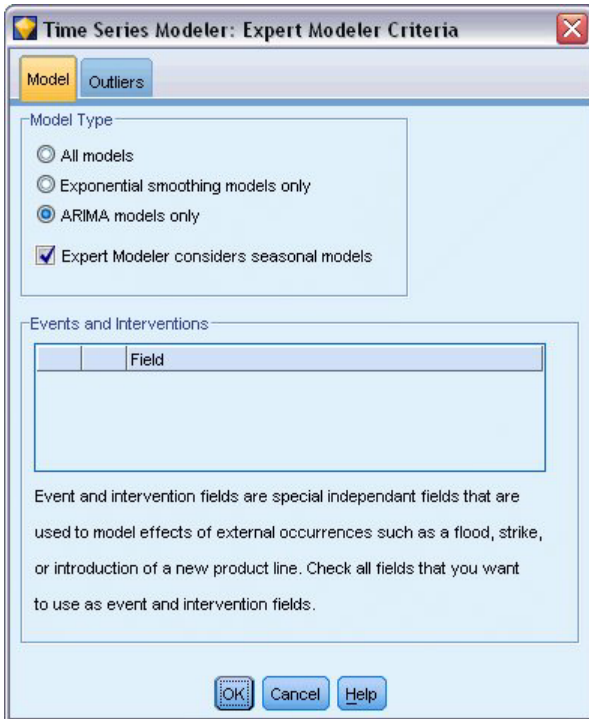 Time Series Modeler: Expert Modeler Criteria
Model
Outliers
Model Type
All models
Exponential smoothing models only
ARIMA models only
Expert Modeler considers seasonal models
Events and Interventions
Field
Event and intervention fields are special independant fields that are
used to model effects of external occurrences such as a flood, strike,
or introduction of a new product line. Check all fields that you want
to use as event and intervention fields.
OK
Cancel
Help